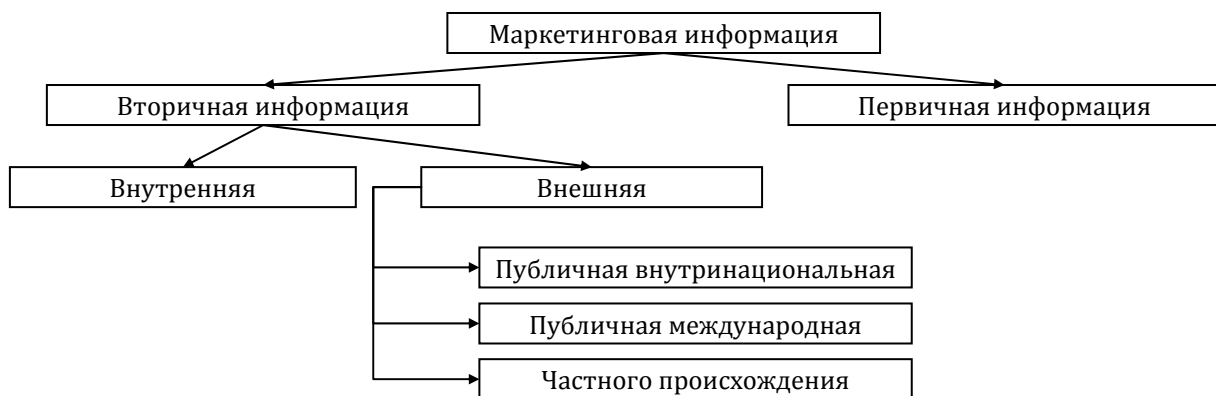 Маркетинговая информация
Вторичная информация
Первичная информация
Внутренняя
Внешняя
Публичная внутринациональная
Публичная международная
Частного происхождения